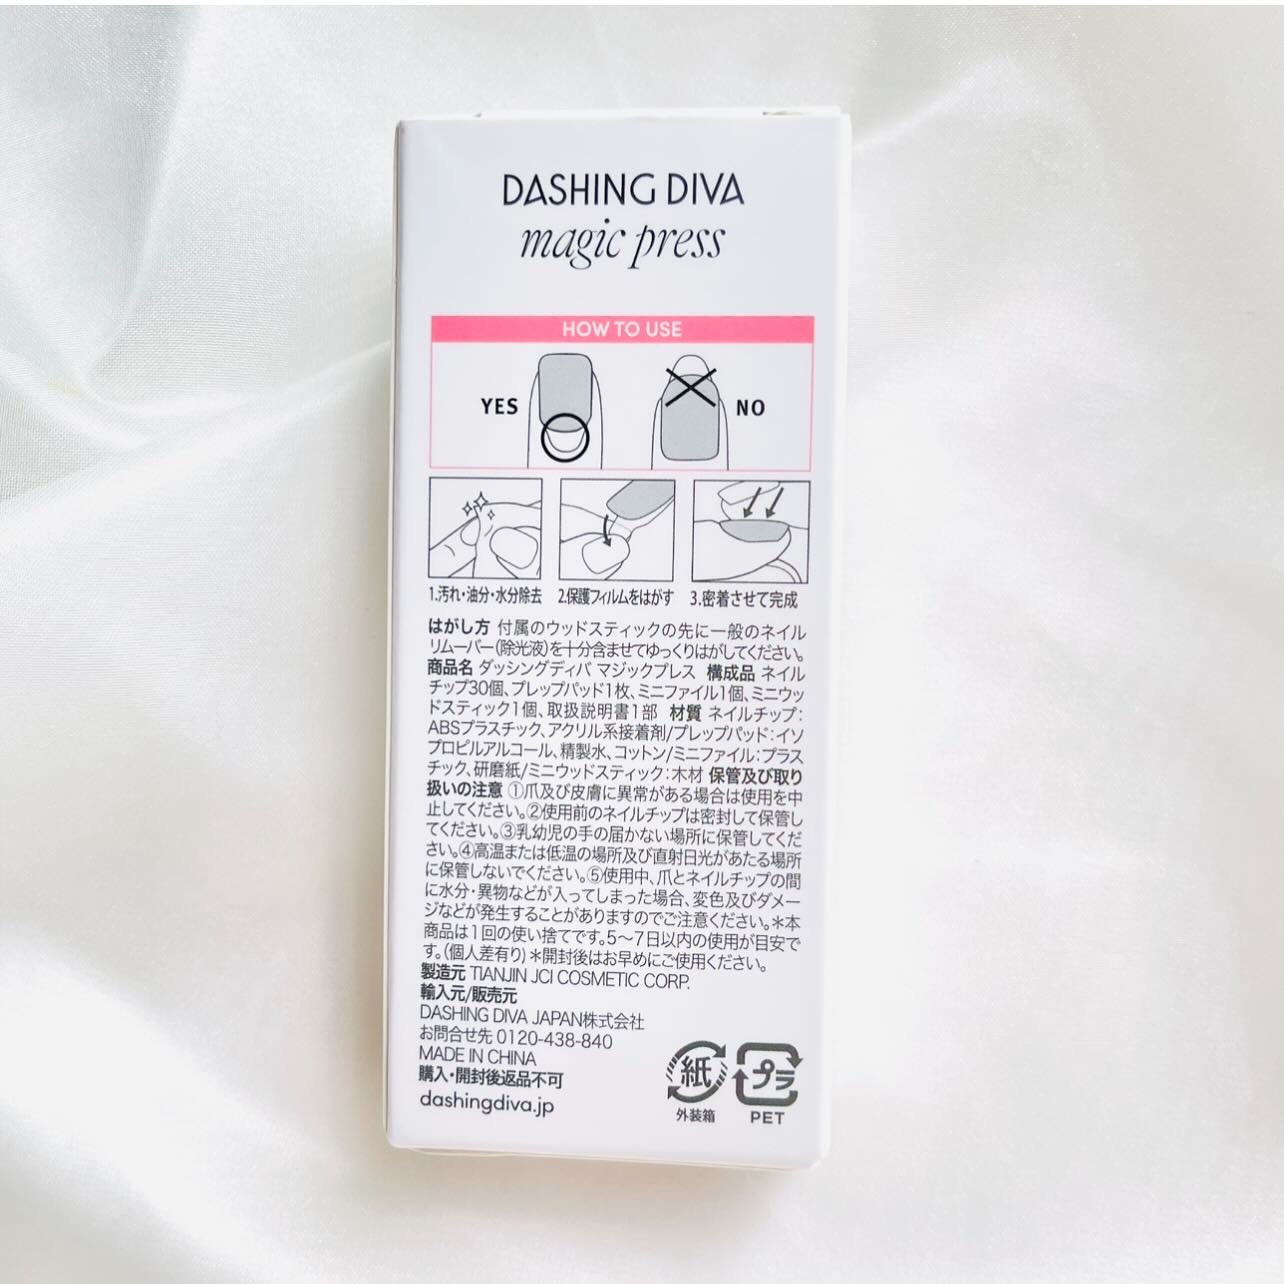 DASHING DIVA
magic press
HOW TO USE
YES
NO
1.汚れ・油分・水分除去
2.保護フィルムをはがす
3.密着させて完成
はがし方 付属のウッドスティックの先に一般のネイル
リムーバー(除光液)を十分含ませてゆっくりはがしてください。
商品名 ダッシングディバ マジックプレス 構成品 ネイル
チップ30個、プレップパッド1枚、ミニファイル1個、ミニウッ
ドスティック1個、取扱説明書1部 材質 ネイルチップ:
ABSプラスチック、アクリル系接着剤/プレップパッド:イソ
プロピルアルコール、精製水、コットン/ミニファイル:プラス
チック、研磨紙/ミニウッドスティック:木材 保管及び取り
扱いの注意 ①爪及び皮膚に異常がある場合は使用を中
止してください。②使用前のネイルチップは密封して保管し
てください。③乳幼児の手の届かない場所に保管してくだ
さい。④高温または低温の場所及び直射日光があたる場所
に保管しないでください。⑤使用中、爪とネイルチップの間
に水分・異物などが入ってしまった場合、変色及びダメー
ジなどが発生することがありますのでご注意ください。＊本
商品は1回の使い捨てです。5〜7日以内の使用が目安で
す。(個人差有り)＊開封後はお早めにご使用ください。
製造元 TIANJIN JCI COSMETIC CORP.
輸入元/販売元
DASHING DIVA JAPAN株式会社
お問合せ先 0120-438-840
MADE IN CHINA
購入・開封後返品不可
dashingdiva.jp
紙
外装箱
プラ
PET